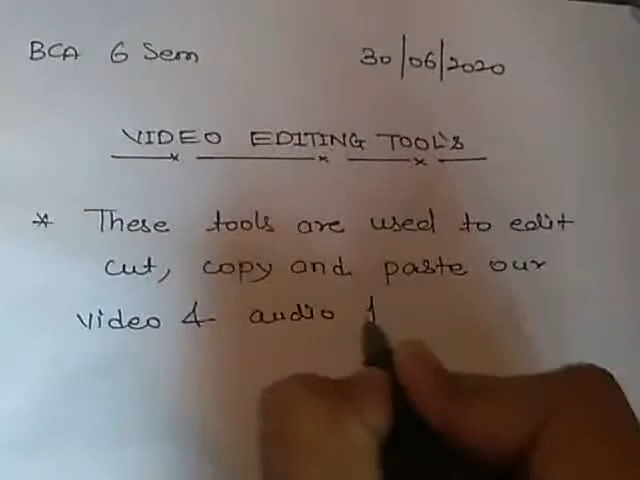 BCA 6 Sem 30/06/2020
VIDEO EDITING TOOL'S
* These tools are used to edit
cut, copy and paste our
video & audio